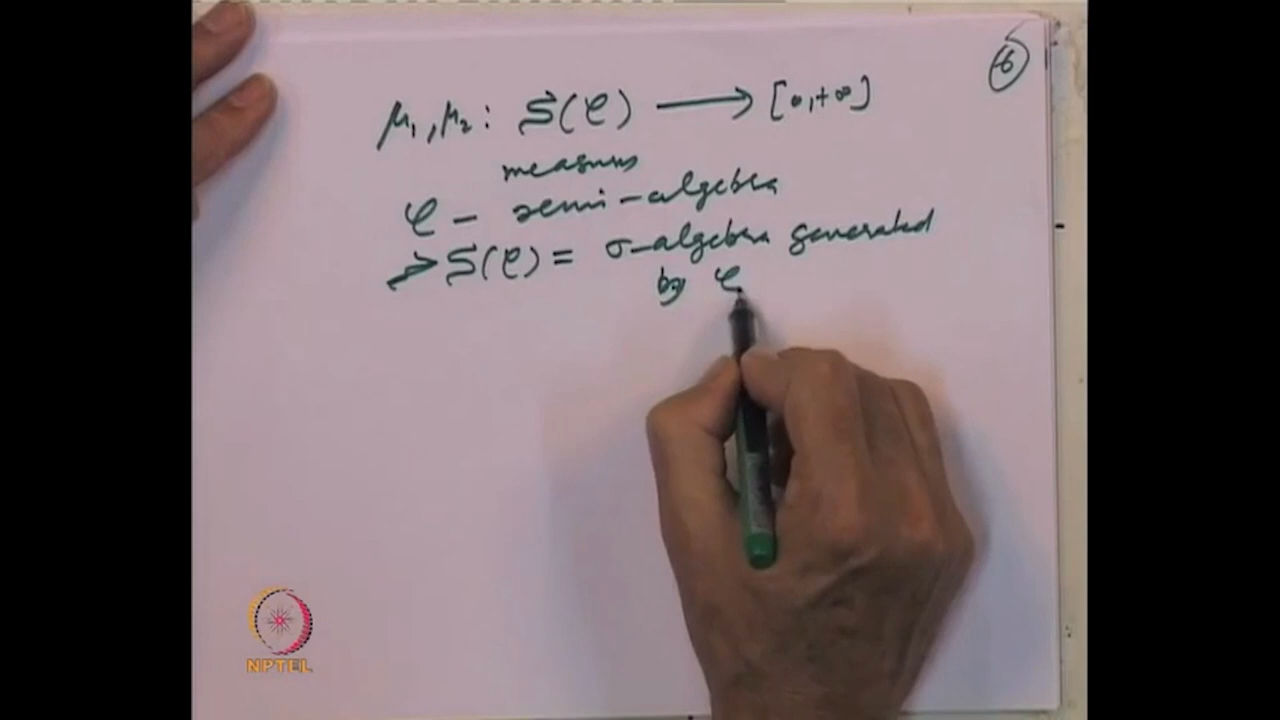 6
μ₁, μ₂ : S(𝒞) ⟶ [0, +∞]
measures
𝒞 – semi-algebra
⇒ S(𝒞) = σ-algebra generated
by 𝒞
NPTEL